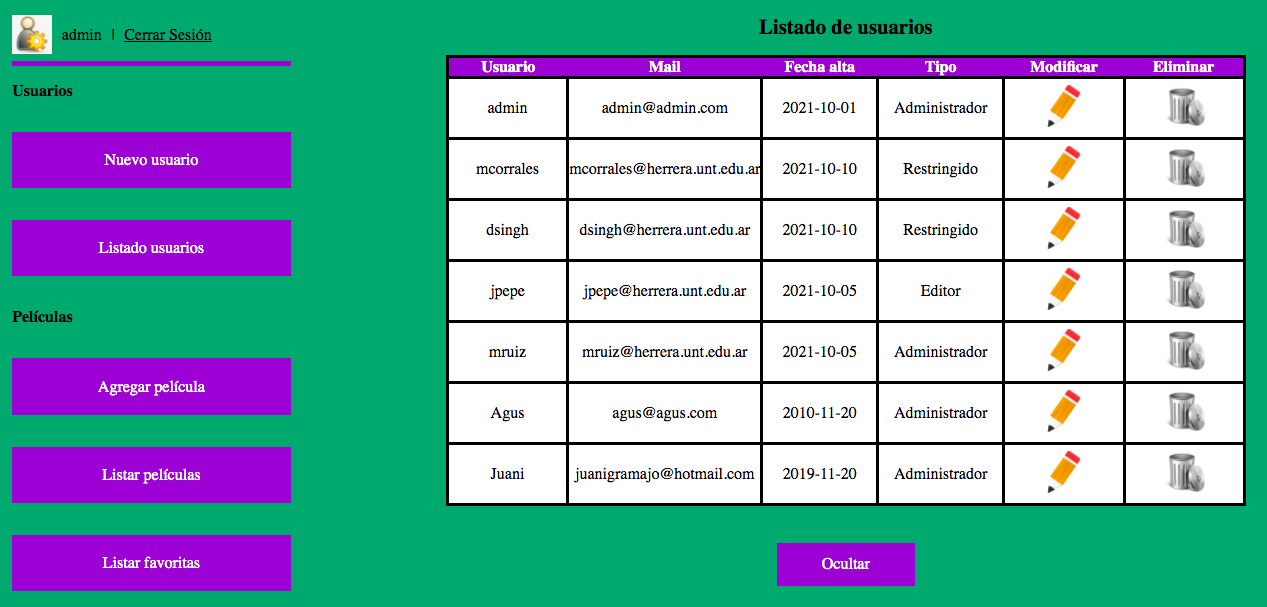 admin | Cerrar Sesión
Usuarios
Nuevo usuario
Listado usuarios
Películas
Agregar película
Listar películas
Listar favoritas
Listado de usuarios
Usuario Mail Fecha alta Tipo Modificar Eliminar
admin admin@admin.com 2021-10-01 Administrador
mcorrales mcorrales@herrera.unt.edu.ar 2021-10-10 Restringido
dsingh dsingh@herrera.unt.edu.ar 2021-10-10 Restringido
jpepe jpepe@herrera.unt.edu.ar 2021-10-05 Editor
mruiz mruiz@herrera.unt.edu.ar 2021-10-05 Administrador
Agus agus@agus.com 2010-11-20 Administrador
Juani juanigramajo@hotmail.com 2019-11-20 Administrador
Ocultar